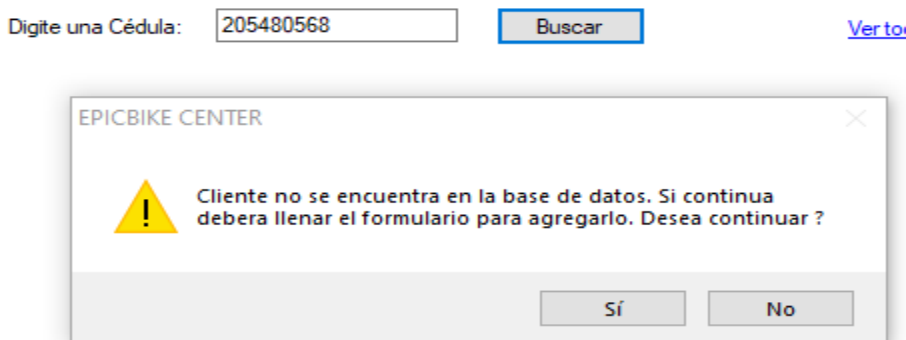 Digite una Cédula: 205480568 Buscar Ver
EPICBIKE CENTER
Cliente no se encuentra en la base de datos. Si continua
debera llenar el formulario para agregarlo. Desea continuar ?
Sí No